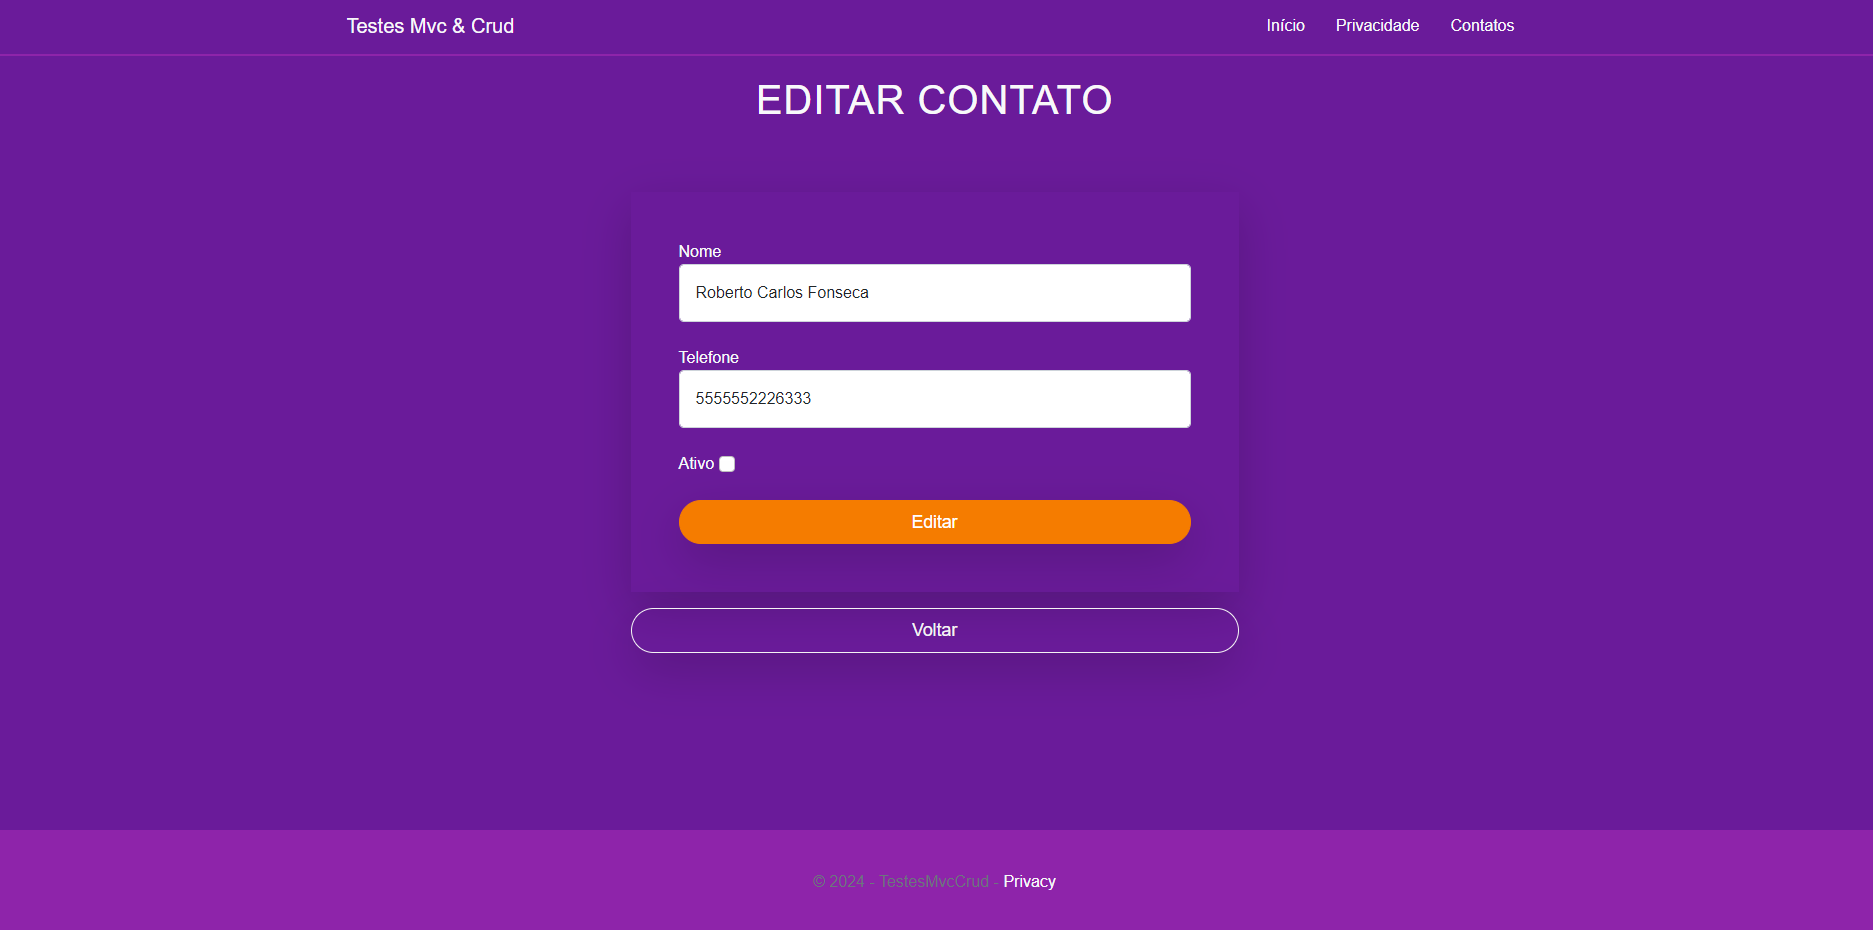 Testes Mvc & Crud
Início Privacidade Contatos
EDITAR CONTATO
Nome
Roberto Carlos Fonseca
Telefone
5555552226333
Ativo
Editar
Voltar
© 2024 - TestesMvcCrud - Privacy